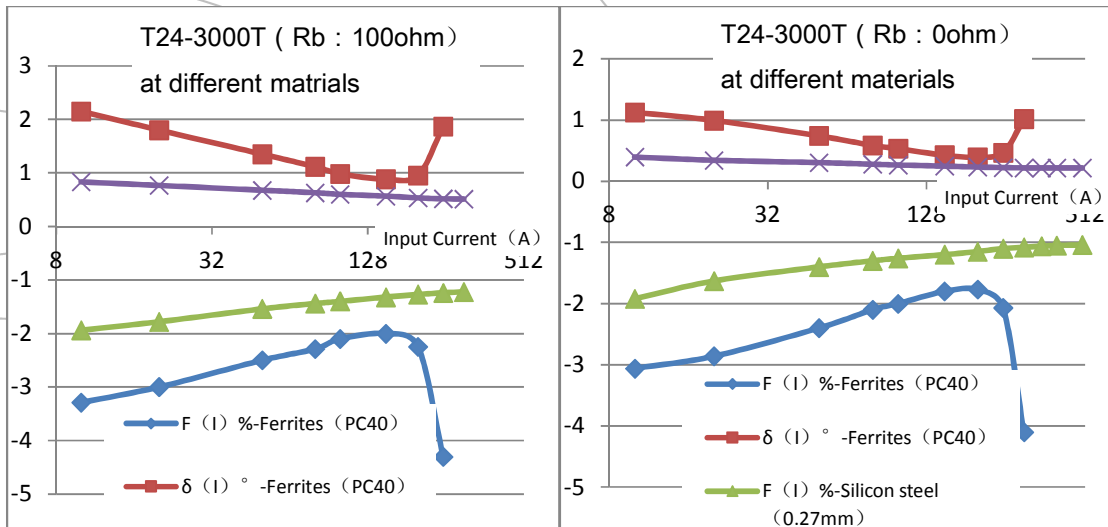 T24-3000T ( Rb : 100ohm)
at different matrials
3
2
1
0
-1
-2
-3
-4
-5
8
32
128
512
Input Current (A)
F (I) %-Ferrites (PC40)
δ (I) ° -Ferrites (PC40)
T24-3000T ( Rb : 0ohm)
at different materials
2
1
0
-1
-2
-3
-4
-5
8
32
128
512
Input Current (A)
F (I) %-Ferrites (PC40)
δ (I) ° -Ferrites (PC40)
F (I) %-Silicon steel
(0.27mm)